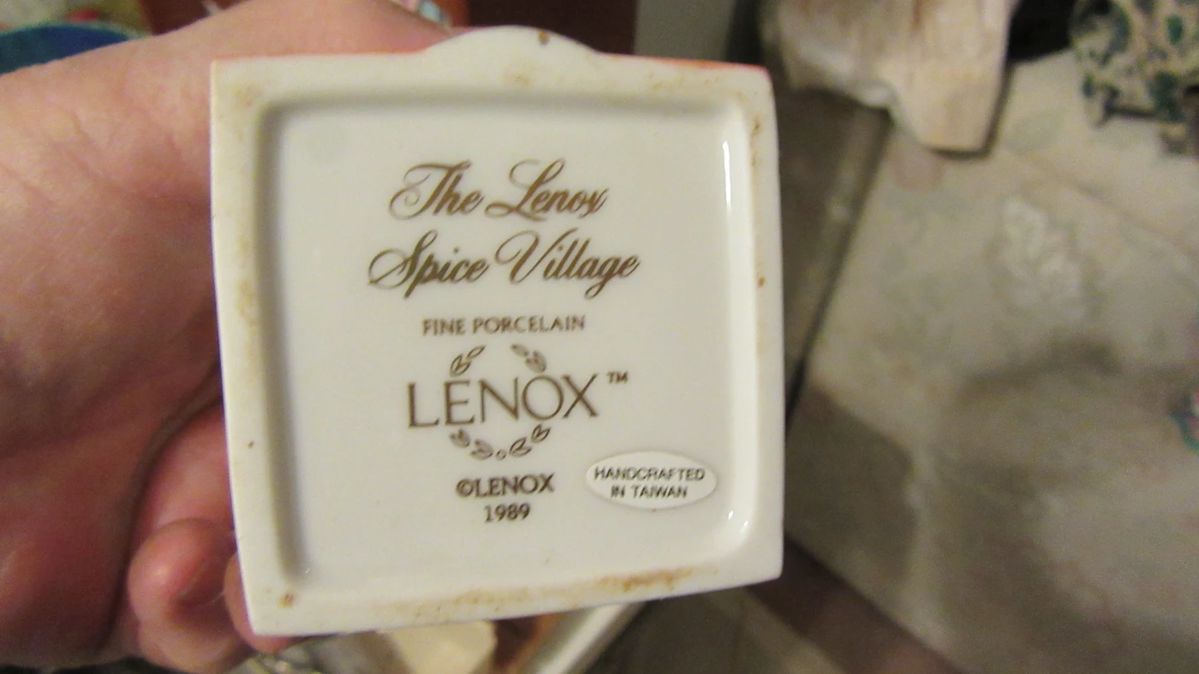 The Lenox
Spice Village
FINE PORCELAIN
LENOX™
©LENOX
1989
HANDCRAFTED
IN TAIWAN